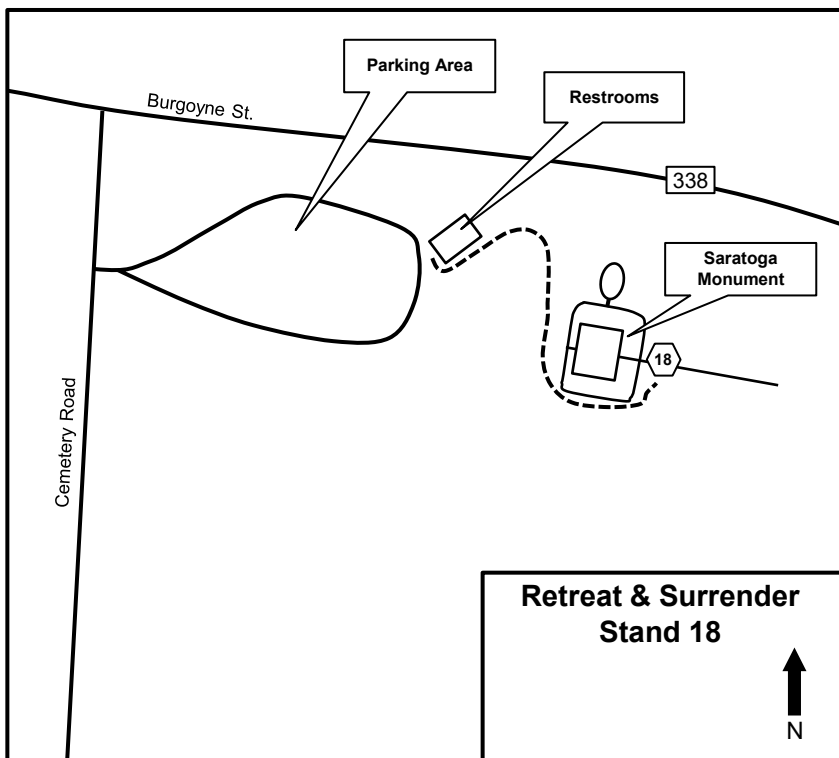 Parking Area
Restrooms
Burgoyne St.
338
Saratoga
Monument
18
Cemetery Road
Retreat & Surrender
Stand 18
N